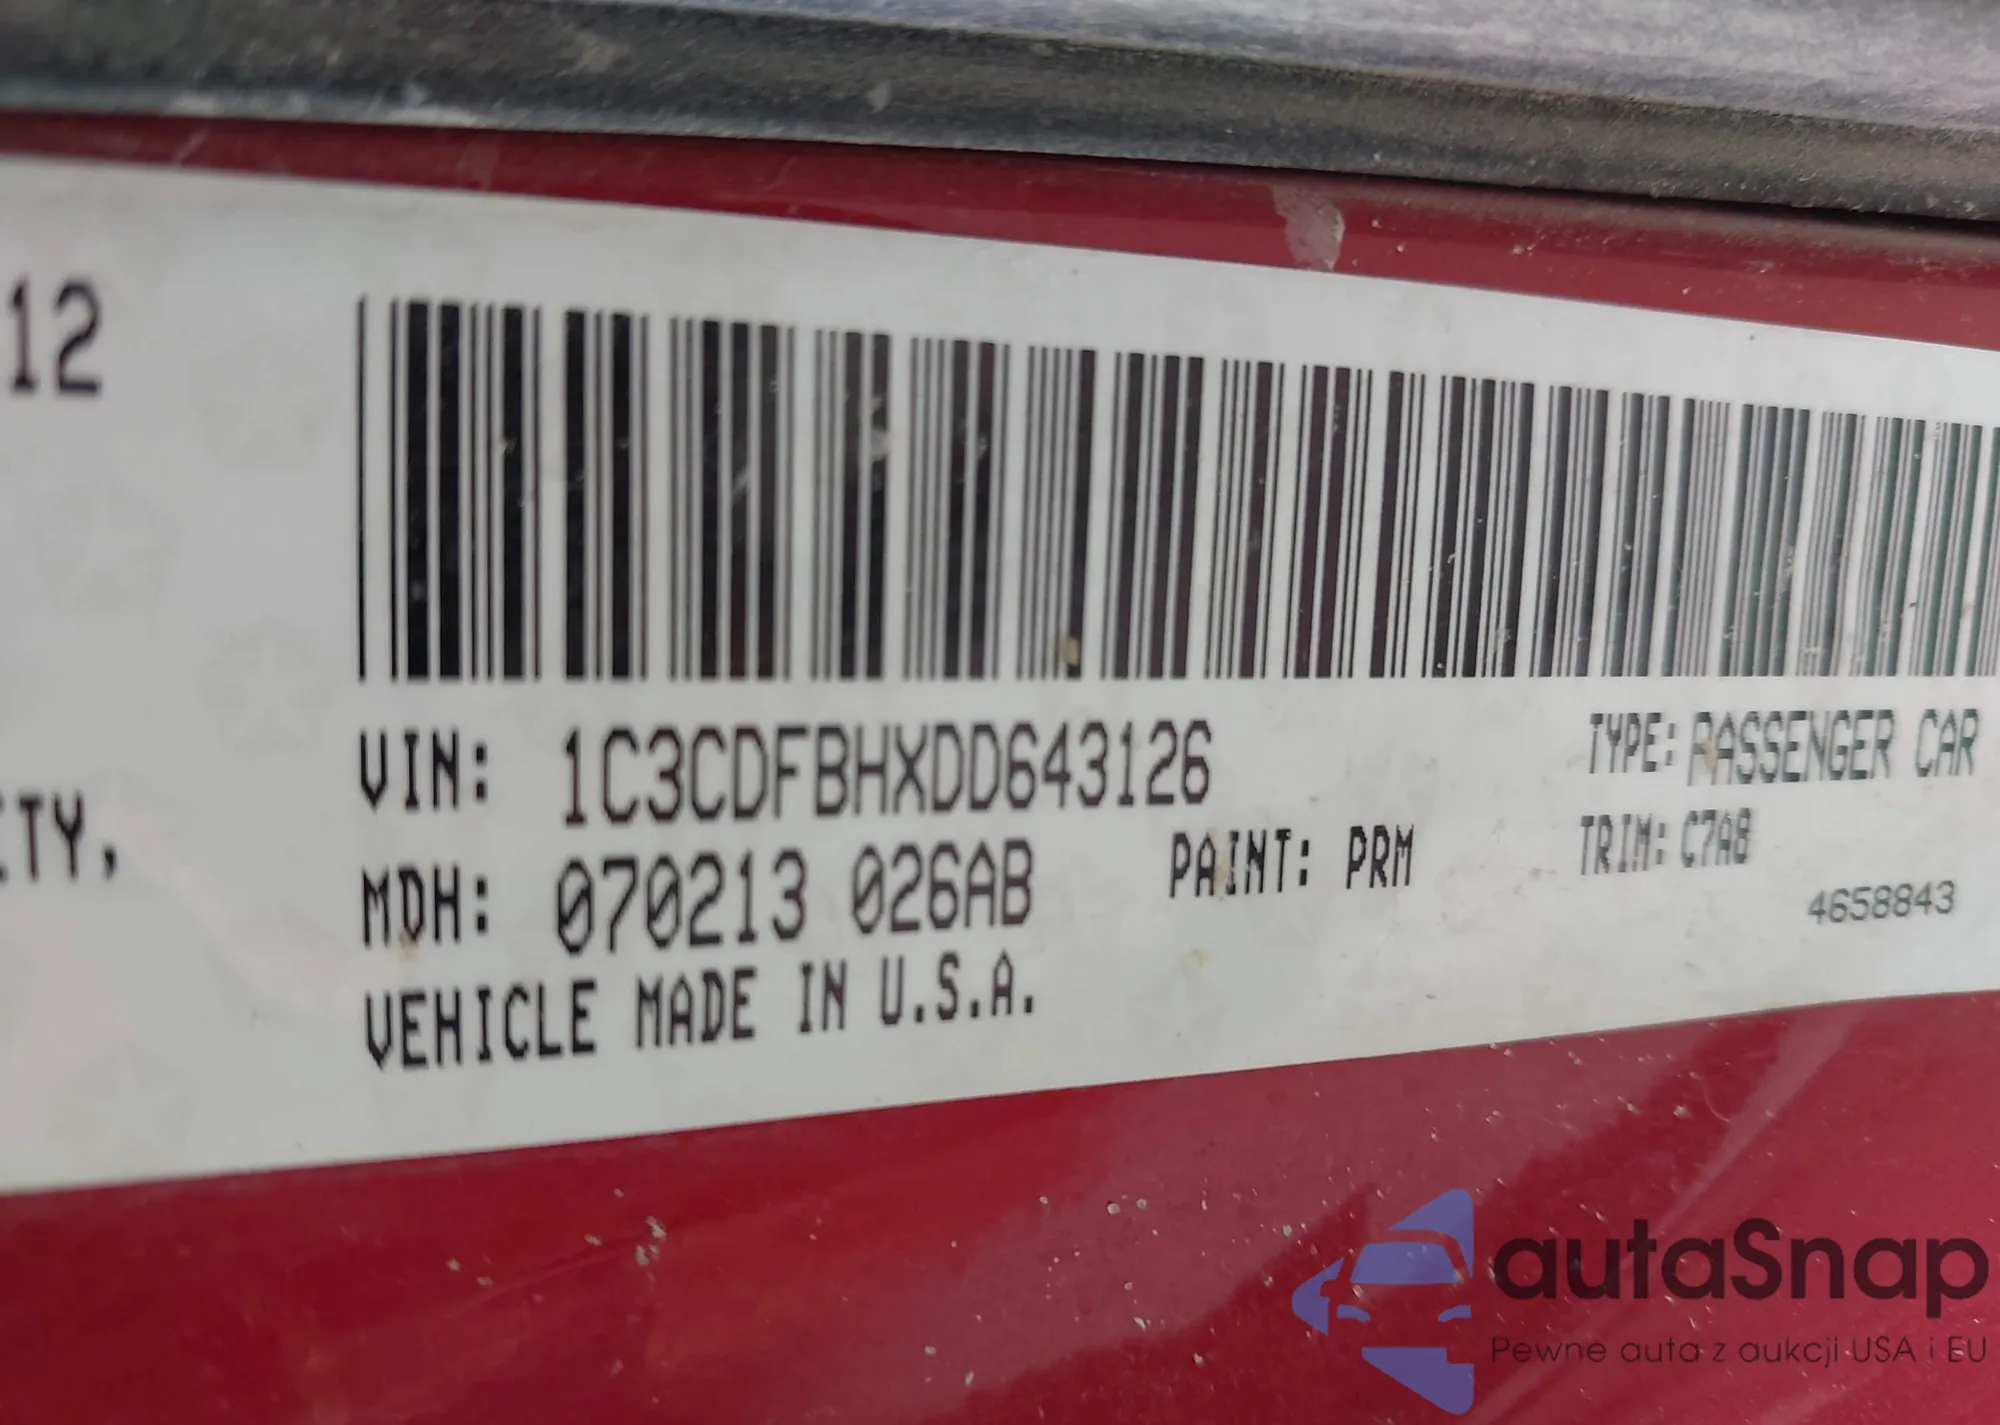 12
VIN: 1C3CDFBHXDD643126
TYPE: PASSENGER CAR
TY,
MDH: 070213 026AB
PAINT: PRM
TRIM: C7A8
4658843
VEHICLE MADE IN U.S.A.
autaSnap
Pewne auta z aukcji USA i EU